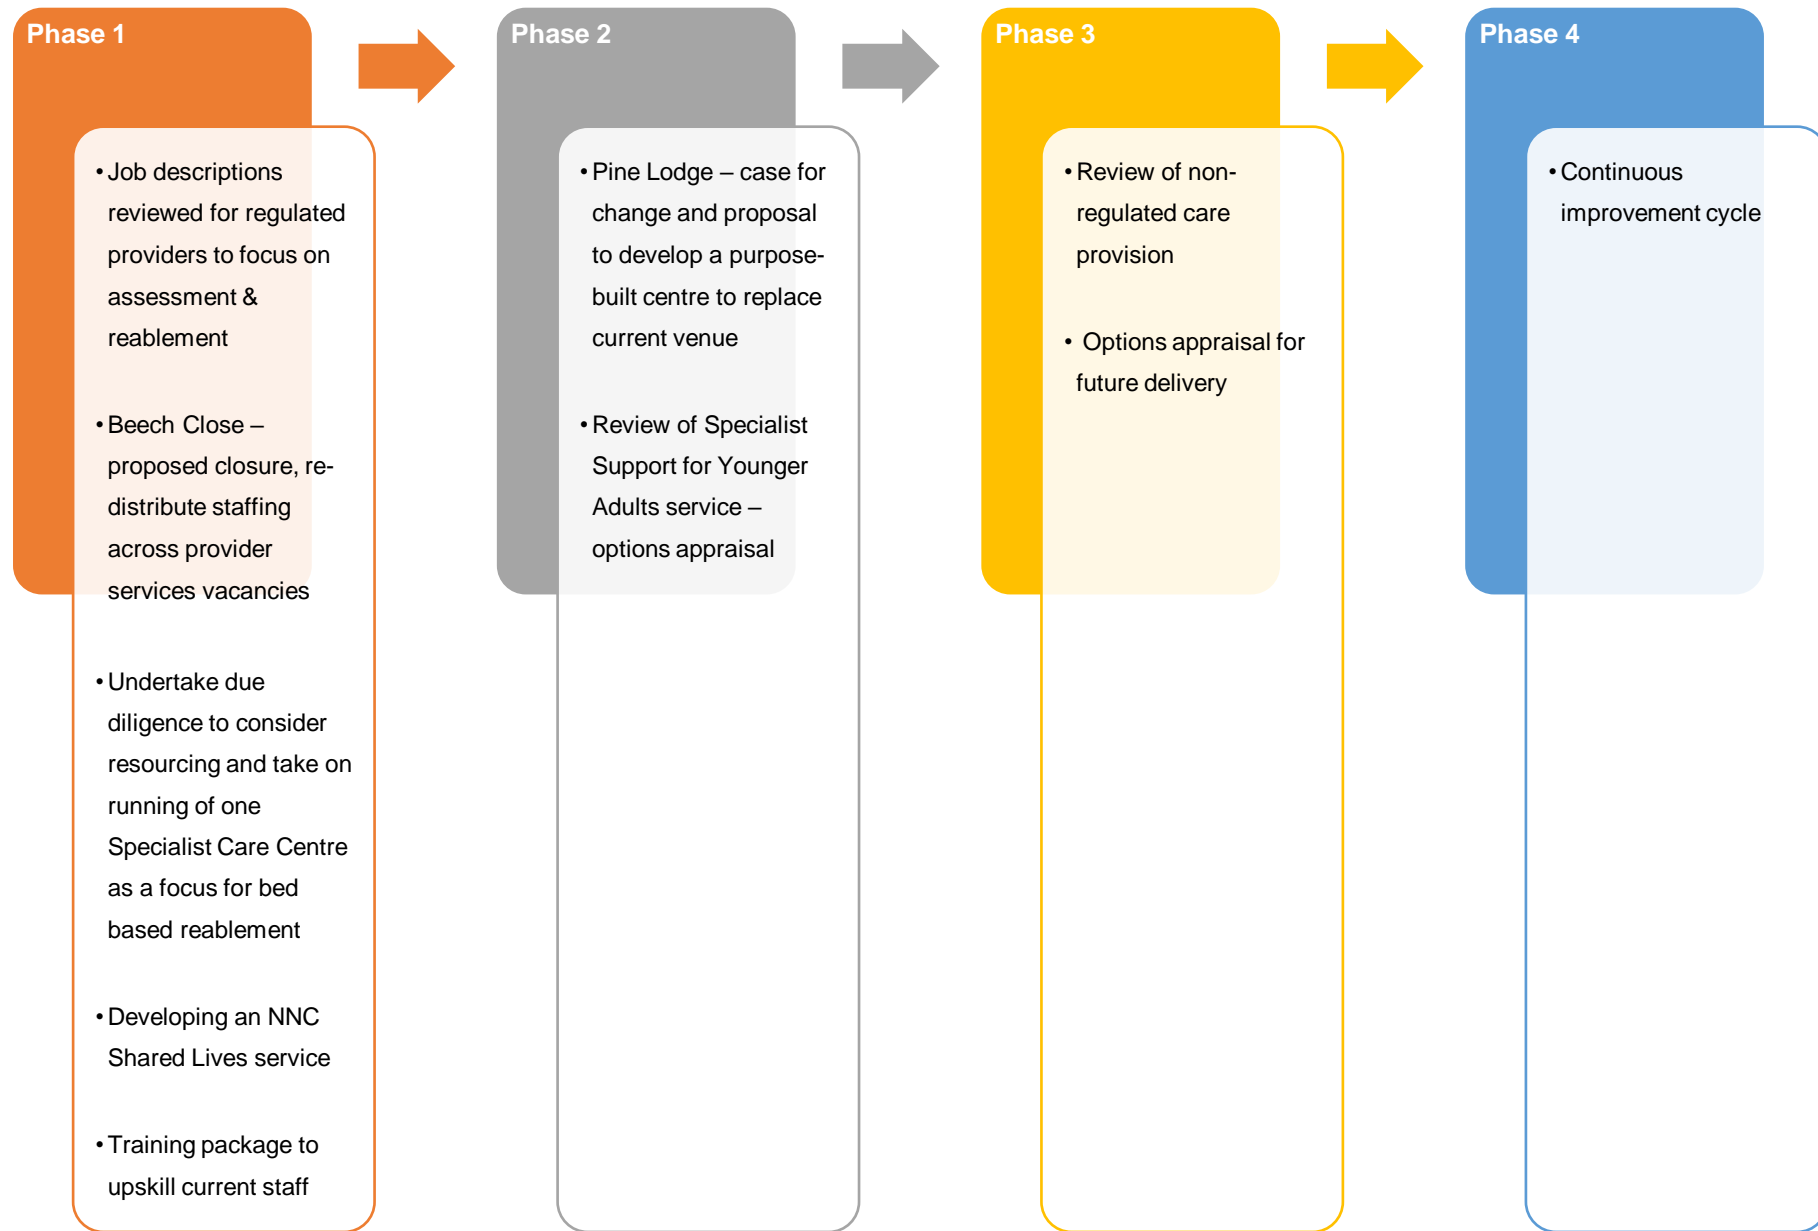 Phase 1
• Job descriptions
reviewed for regulated
providers to focus on
assessment &
reablement
• Beech Close –
proposed closure, re-
distribute staffing
across provider
services vacancies
• Undertake due
diligence to consider
resourcing and take on
running of one
Specialist Care Centre
as a focus for bed
based reablement
• Developing an NNC
Shared Lives service
• Training package to
upskill current staff
Phase 2
• Pine Lodge – case for
change and proposal
to develop a purpose-
built centre to replace
current venue
• Review of Specialist
Support for Younger
Adults service –
options appraisal
Phase 3
• Review of non-
regulated care
provision
• Options appraisal for
future delivery
Phase 4
• Continuous
improvement cycle